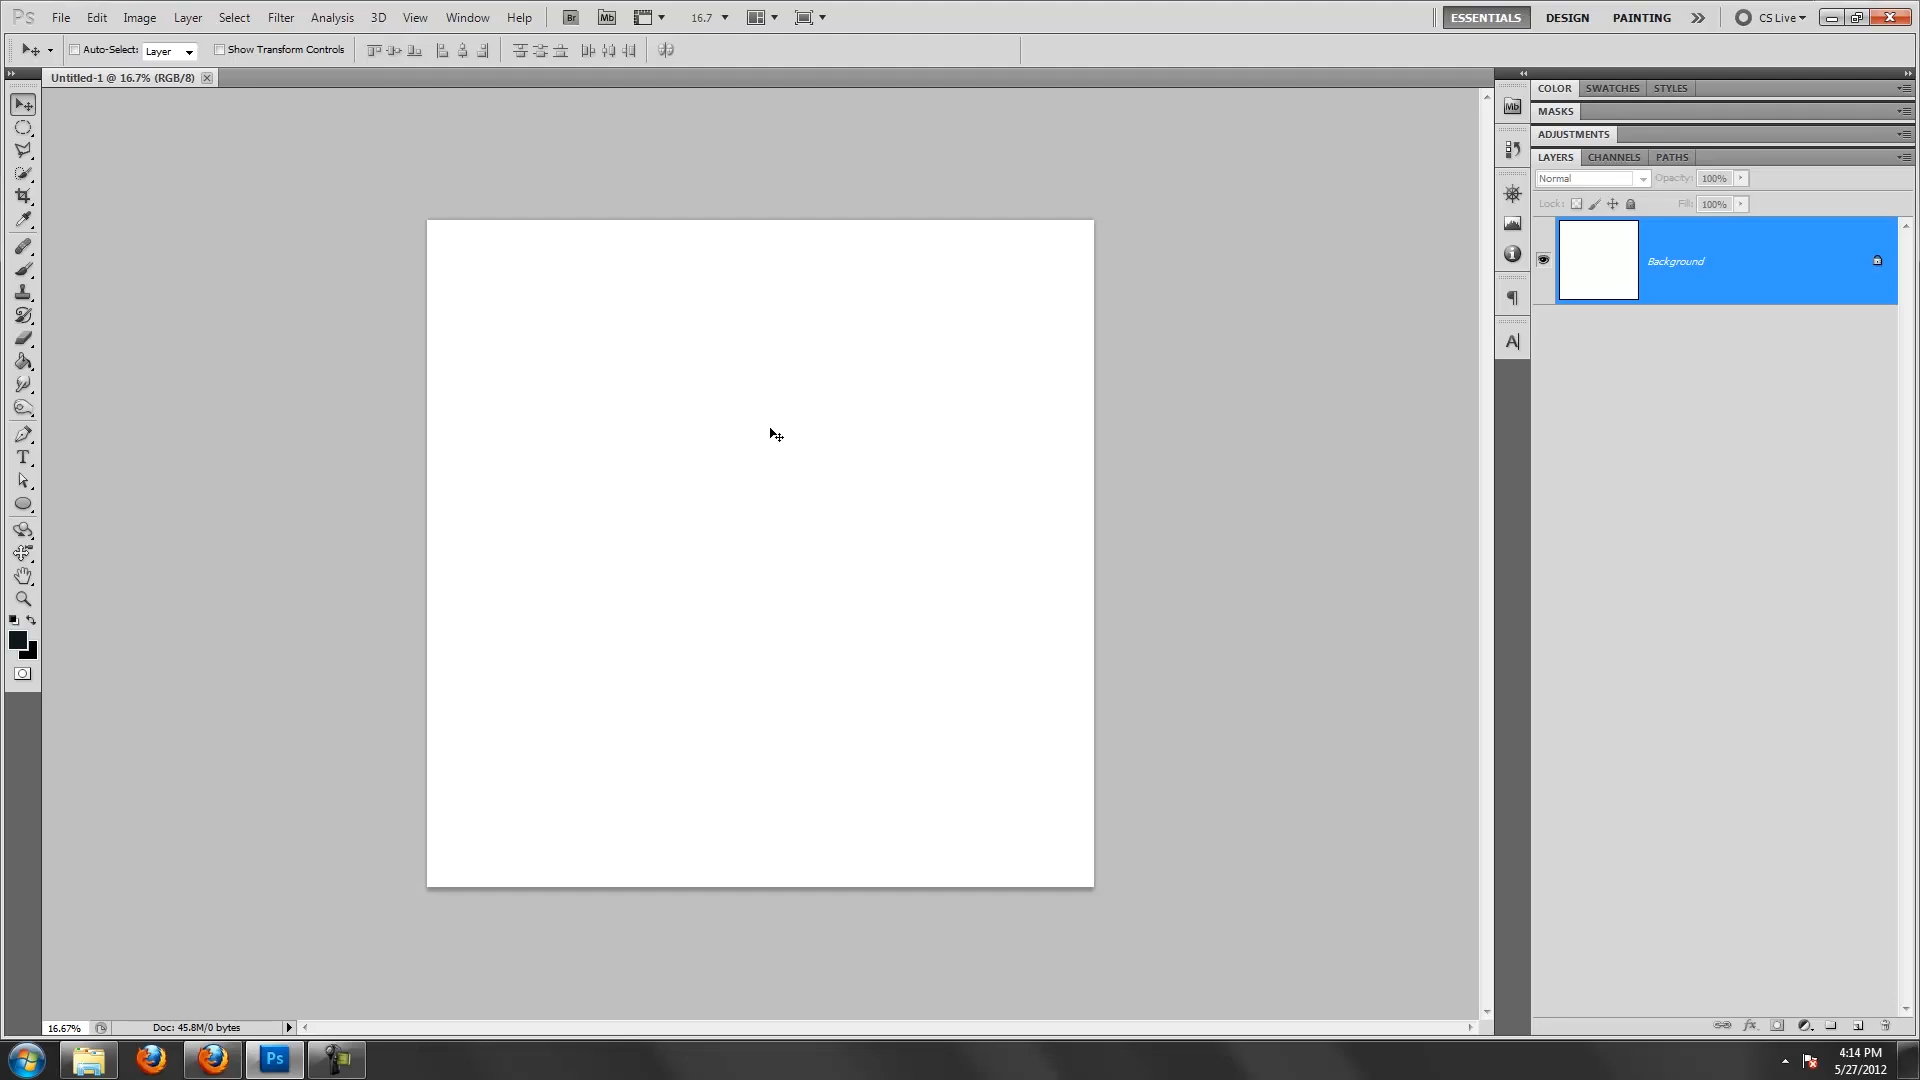 Ps File Edit Image Layer Select Filter Analysis 3D View Window Help Br Mb 16.7 ESSENTIALS DESIGN PAINTING CS Live
Auto-Select: Layer Show Transform Controls
Untitled-1 @ 16.7% (RGB/8)
COLOR SWATCHES STYLES
Mb
MASKS
ADJUSTMENTS
LAYERS CHANNELS PATHS
Normal Opacity: 100%
Lock: Fill: 100%
Background
A
T
16.67% Doc: 45.8M/0 bytes
fx
Ps
4:14 PM
5/27/2012